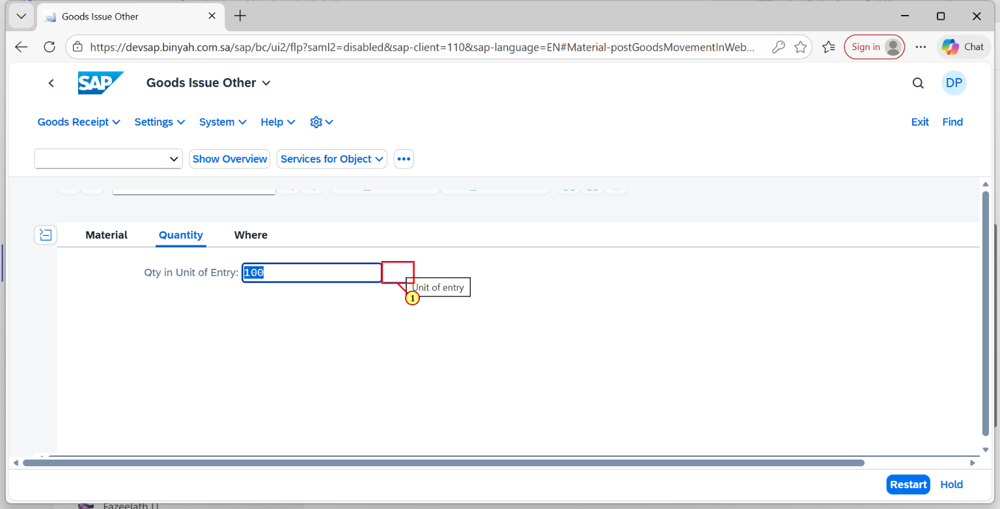 Goods Issue Other
https://devsap.binyah.com.sa/sap/bc/ui2/flp?saml2=disabled&sap-client=110&sap-language=EN#Material-postGoodsMovementInWeb...
Sign in
Chat
SAP
Goods Issue Other
DP
Goods Receipt
Settings
System
Help
Exit
Find
Show Overview
Services for Object
Material
Quantity
Where
Qty in Unit of Entry: 100
Unit of entry
1
Restart
Hold
Fazeelath U